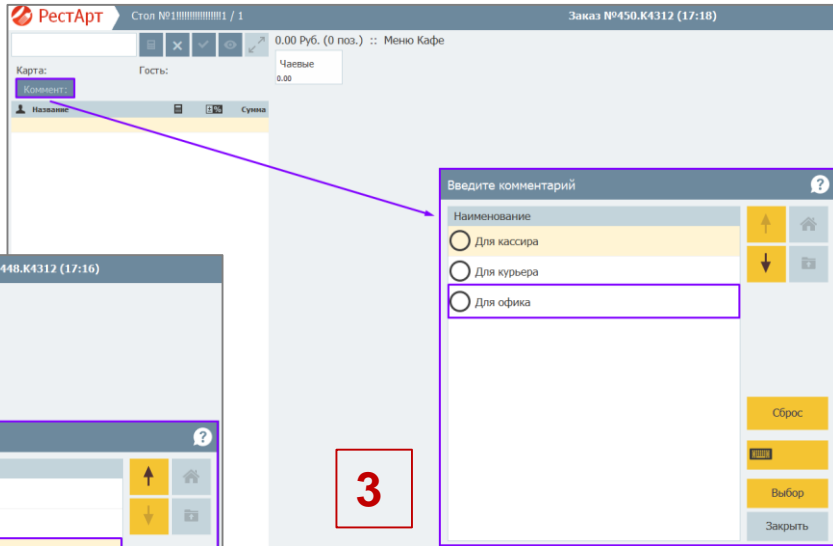 РестАрт
Стол №1!!!!!!!!!!!!!!!!!1 / 1
Заказ №450.K4312 (17:18)
0.00 Руб. (0 поз.) :: Меню Кафе
Карта:
Гость:
Чаевые
0.00
Коммент:
Название
%
Сумма
Введите комментарий
?
Наименование
Для кассира
Для курьера
Для офика
448.K4312 (17:16)
?
3
Сброс
Выбор
Закрыть